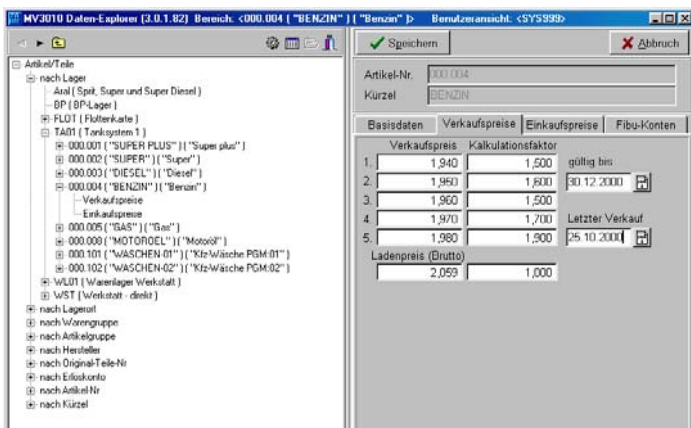 MV3010 Daten-Explorer (3.0.1.82) Bereich: <000.004 ( "BENZIN" ) ( "Benzin" )> Benutzeransicht: <SYS999>
Speichern
Abbruch
Artikel/Teile
nach Lager
Aral ( Sprit, Super und Super Diesel )
BP ( BP-Lager )
FLOT ( Flottenkarte )
TA01 ( Tanksystem 1 )
000.001 ( "SUPER PLUS" ) ( "Super plus" )
000.002 ( "SUPER" ) ( "Super" )
000.003 ( "DIESEL" ) ( "Diesel" )
000.004 ( "BENZIN" ) ( "Benzin" )
Verkaufspreise
Einkaufspreise
000.005 ( "GAS" ) ( "Gas" )
000.008 ( "MOTOROEL" ) ( "Motoröl" )
000.101 ( "WASCHEN-01" ) ( "Kfz-Wäsche PGM:01" )
000.102 ( "WASCHEN-02" ) ( "Kfz-Wäsche PGM:02" )
WL01 ( Warenlager Werkstatt )
WST ( Werkstatt - direkt )
nach Lagerort
nach Warengruppe
nach Artikelgruppe
nach Hersteller
nach Original-Teile-Nr
nach Erlöskonto
nach Artikel-Nr
nach Kürzel
Artikel-Nr. 000.004
Kürzel BENZIN
Basisdaten Verkaufspreise Einkaufspreise Fibu-Konten
Verkaufspreis Kalkulationsfaktor
1. 1,940 1,500 gültig bis
2. 1,950 1,600 30.12.2000
3. 1,960 1,500
4 1,970 1,700 Letzter Verkauf
5. 1,980 1,900 25.10.2000
Ladenpreis (Brutto)
2,059 1,000